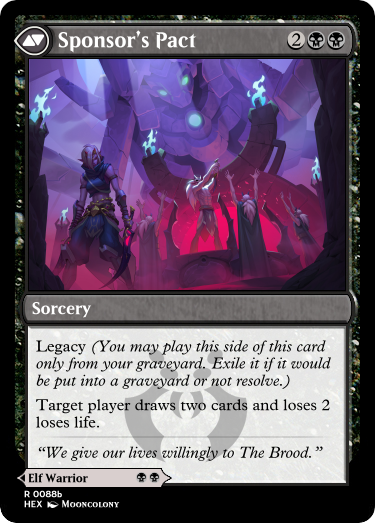 Sponsor's Pact 2
Sorcery
Legacy (You may play this side of this card
only from your graveyard. Exile it if it would
be put into a graveyard or not resolve.)
Target player draws two cards and loses 2
loses life.
"We give our lives willingly to The Brood."
Elf Warrior
R 0088b
HEX Mooncolony